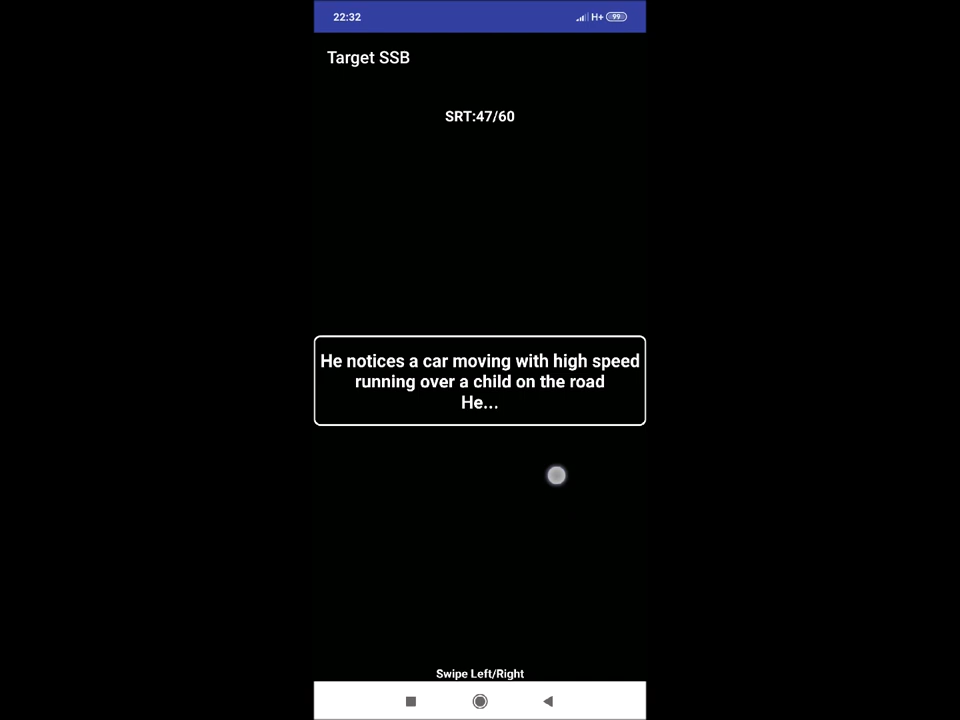 22:32
H+ 99
Target SSB
SRT:47/60
He notices a car moving with high speed
running over a child on the road
He...
Swipe Left/Right